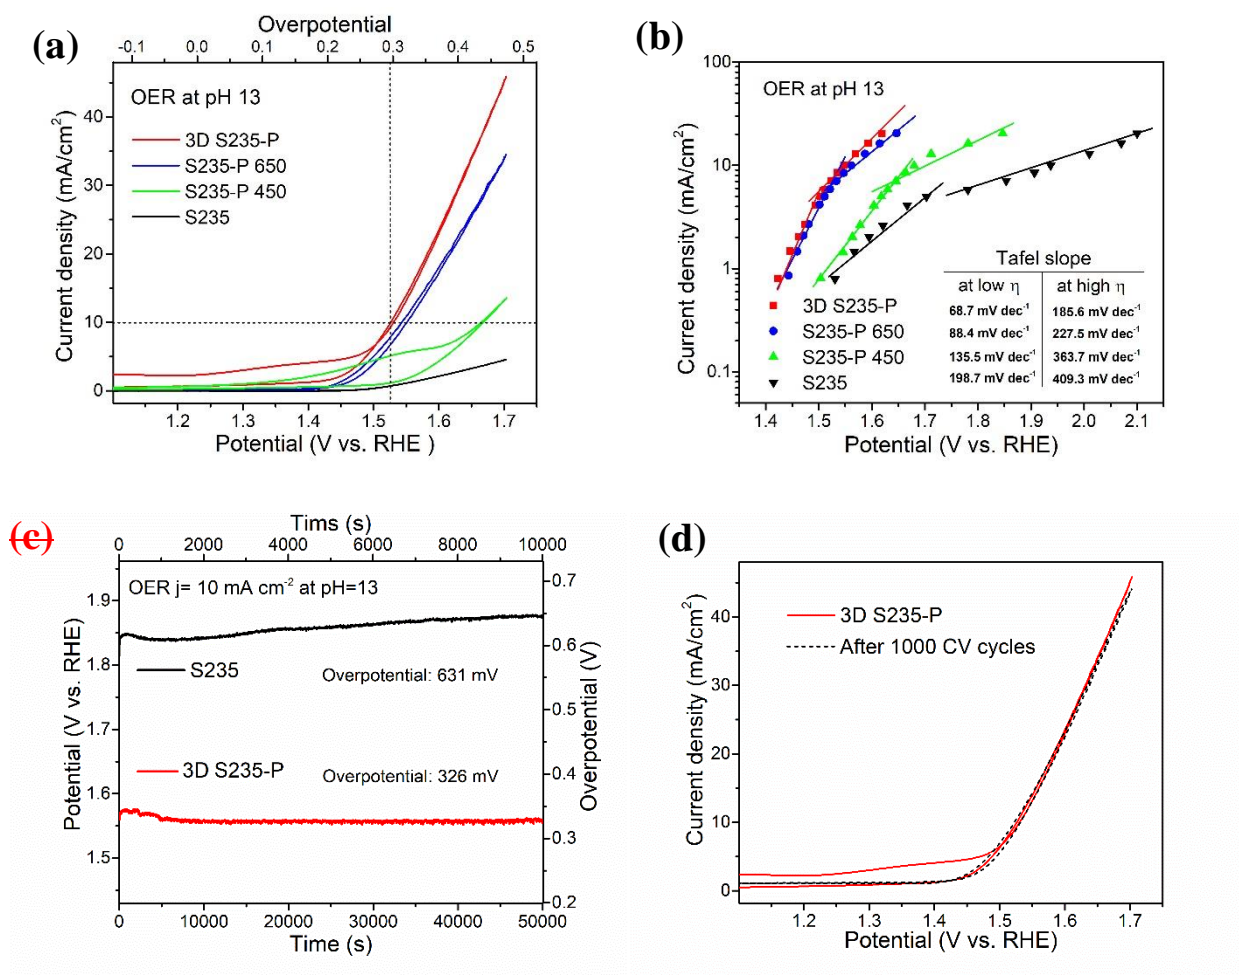 (a)
Overpotential
-0.1 0.0 0.1 0.2 0.3 0.4 0.5
OER at pH 13
3D S235-P
S235-P 650
S235-P 450
S235
40
30
20
10
0
Current density (mA/cm²)
1.2 1.3 1.4 1.5 1.6 1.7
Potential (V vs. RHE )
(b)
OER at pH 13
100
10
1
0.1
Current density (mA/cm²)
3D S235-P
S235-P 650
S235-P 450
S235
Tafel slope
at low η at high η
68.7 mV dec⁻¹ 185.6 mV dec⁻¹
88.4 mV dec⁻¹ 227.5 mV dec⁻¹
135.5 mV dec⁻¹ 363.7 mV dec⁻¹
198.7 mV dec⁻¹ 409.3 mV dec⁻¹
1.4 1.5 1.6 1.7 1.8 1.9 2.0 2.1
Potential (V vs. RHE)
(c)
Tims (s)
0 2000 4000 6000 8000 10000
OER j= 10 mA cm⁻² at pH=13
S235
Overpotential: 631 mV
3D S235-P
Overpotential: 326 mV
1.9
1.8
1.7
1.6
1.5
Potential (V vs. RHE)
0.7
0.6
0.5
0.4
0.3
0.2
Overpotential (V)
0 10000 20000 30000 40000 50000
Time (s)
(d)
3D S235-P
After 1000 CV cycles
40
30
20
10
0
Current density (mA/cm²)
1.2 1.3 1.4 1.5 1.6 1.7
Potential (V vs. RHE)